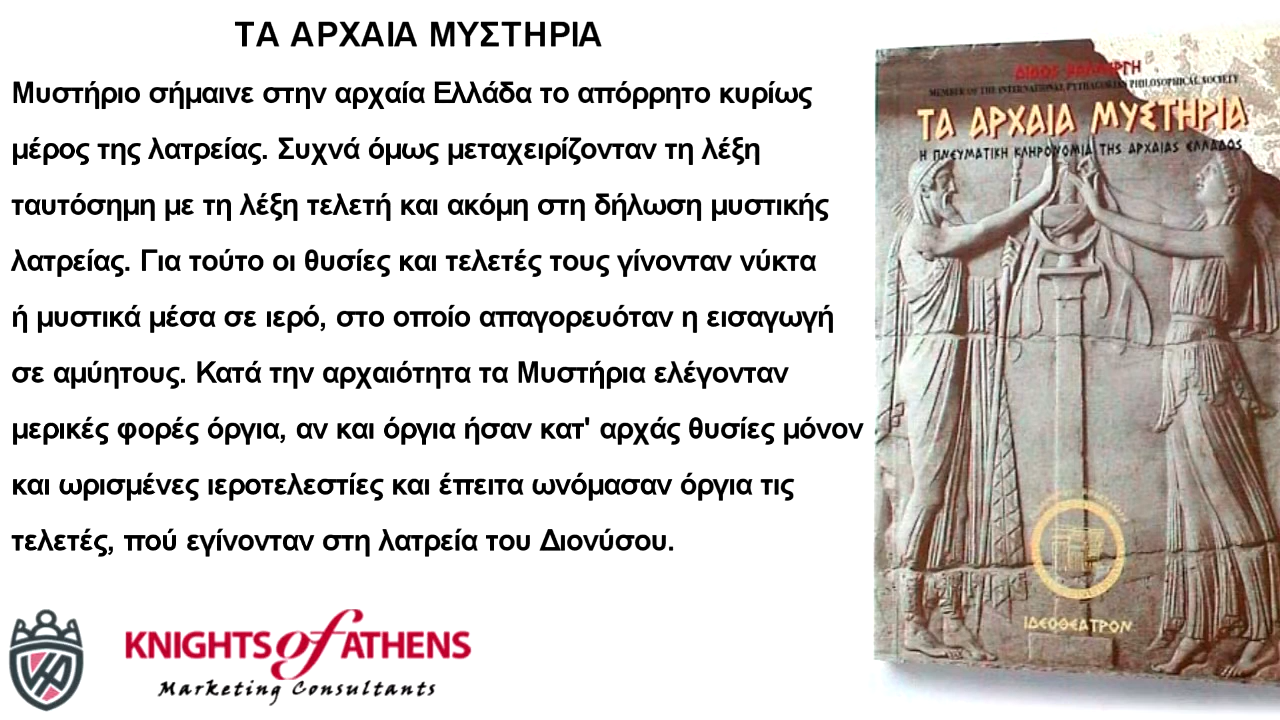 ΤΑ ΑΡΧΑΙΑ ΜΥΣΤΗΡΙΑ
Μυστήριο σήμαινε στην αρχαία Ελλάδα το απόρρητο κυρίως
μέρος της λατρείας. Συχνά όμως μεταχειρίζονταν τη λέξη
ταυτόσημη με τη λέξη τελετή και ακόμη στη δήλωση μυστικής
λατρείας. Για τούτο οι θυσίες και τελετές τους γίνονταν νύκτα
ή μυστικά μέσα σε ιερό, στο οποίο απαγορευόταν η εισαγωγή
σε αμύητους. Κατά την αρχαιότητα τα Μυστήρια ελέγονταν
μερικές φορές όργια, αν και όργια ήσαν κατ' αρχάς θυσίες μόνον
και ωρισμένες ιεροτελεστίες και έπειτα ωνόμασαν όργια τις
τελετές, πού εγίνονταν στη λατρεία του Διονύσου.
KNIGHTS of ATHENS
Marketing Consultants
MEMBER OF THE INTERNATIONAL PYTHAGOREAN PHILOSOPHICAL SOCIETY
ΤΑ ΑΡΧΑΙΑ ΜΥΣΤΗΡΙΑ
Η ΠΝΕΥΜΑΤΙΚΗ ΚΛΗΡΟΝΟΜΙΑ ΤΗΣ ΑΡΧΑΙΑΣ ΕΛΛΑΔΟΣ
ΙΔΕΟΘΕΑΤΡΟΝ